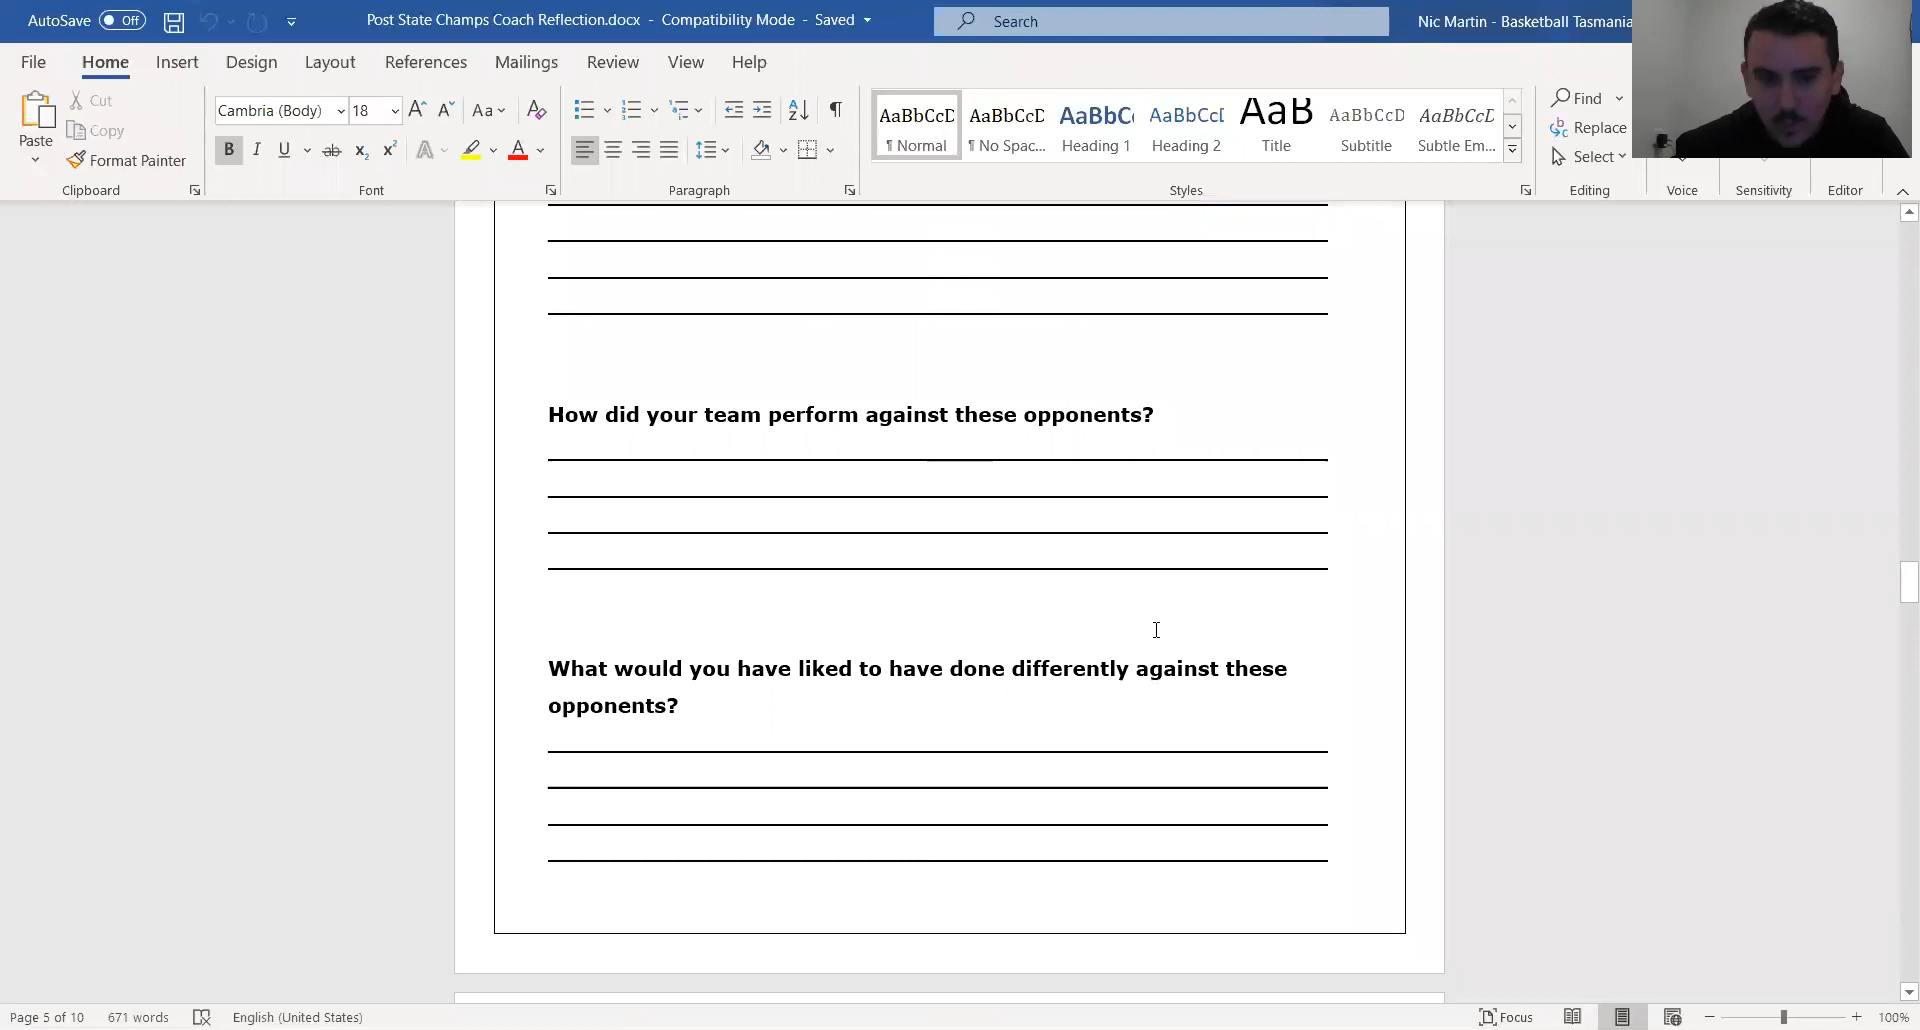 AutoSave Off Post State Champs Coach Reflection.docx - Compatibility Mode - Saved Search Nic Martin - Basketball Tasmania
File Home Insert Design Layout References Mailings Review View Help
Paste Cut Copy Format Painter Clipboard
Cambria (Body) 18 Aa Font
B I U ab x₂ x² A A
Paragraph
AaBbCcD AaBbCcD AaBbC AaBbCcD AaB AaBbCcD AaBbCcD
¶ Normal ¶ No Spac... Heading 1 Heading 2 Title Subtitle Subtle Em...
Styles
Find
Replace
Select
Editing Voice Sensitivity Editor
How did your team perform against these opponents?
What would you have liked to have done differently against these
opponents?
Page 5 of 10 671 words English (United States) Focus 100%